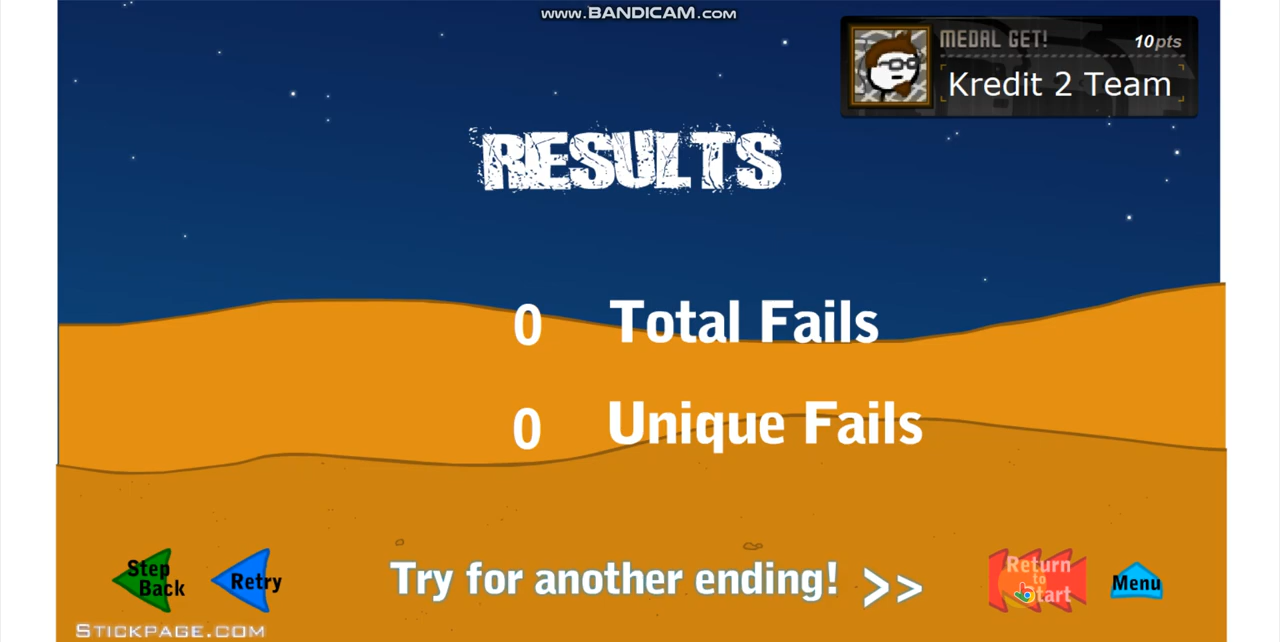 www.BANDICAM.com
MEDAL GET! 10pts
Kredit 2 Team
RESULTS
0 Total Fails
0 Unique Fails
Step Back
Retry
Try for another ending! >>
Return to Start
Menu
STICKPAGE.COM